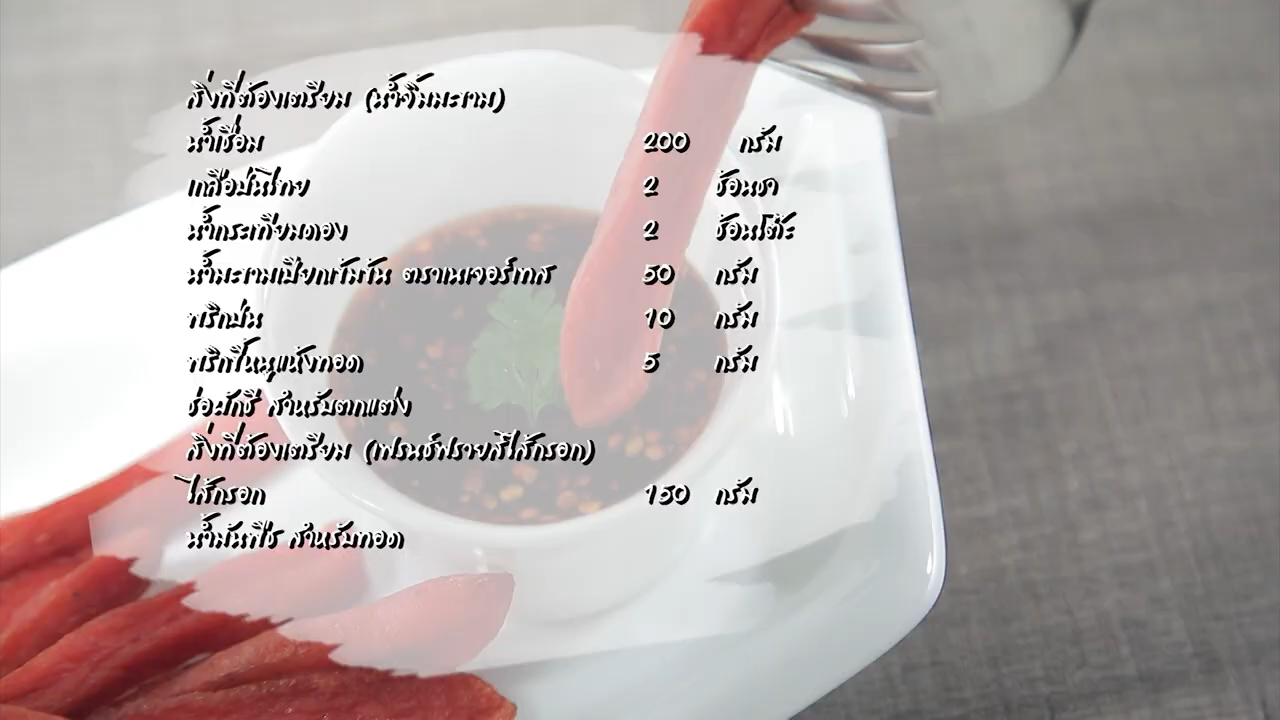 สิ่งที่ต้องเตรียม (น้ำจิ้มมะขาม)
น้ำเชื่อม 200 กรัม
เกลือป่นไทย 2 ช้อนชา
น้ำกระเทียมดอง 2 ช้อนโต๊ะ
น้ำมะขามเปียกเข้มข้น ตราเนเจอร์เทส 50 กรัม
พริกป่น 10 กรัม
พริกขี้หนูแห้งทอด 5 กรัม
ช่อผักชี สำหรับตกแต่ง
สิ่งที่ต้องเตรียม (เฟรนช์ฟรายส์ไส้กรอก)
ไส้กรอก 150 กรัม
น้ำมันพืช สำหรับทอด